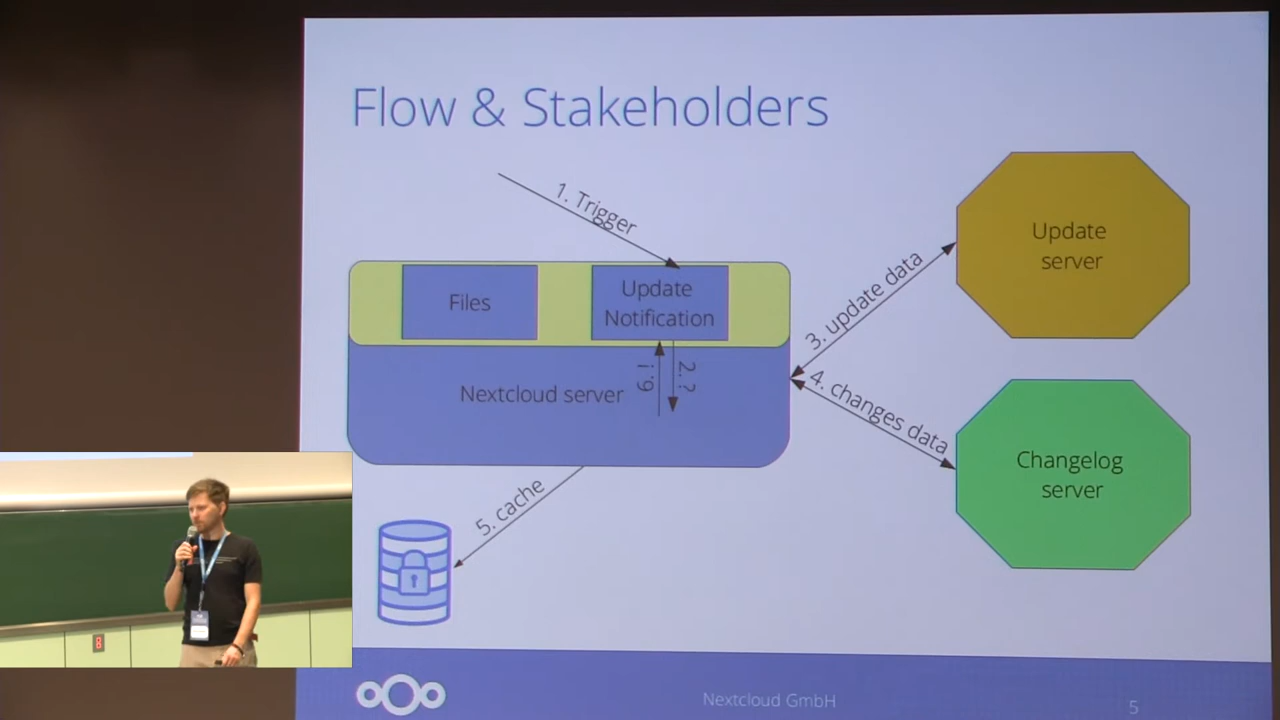 Flow & Stakeholders
1. Trigger
Files
Update
Notification
Nextcloud server
6. i
2. ?
3. update data
4. changes data
5. cache
Update
server
Changelog
server
Nextcloud GmbH
5